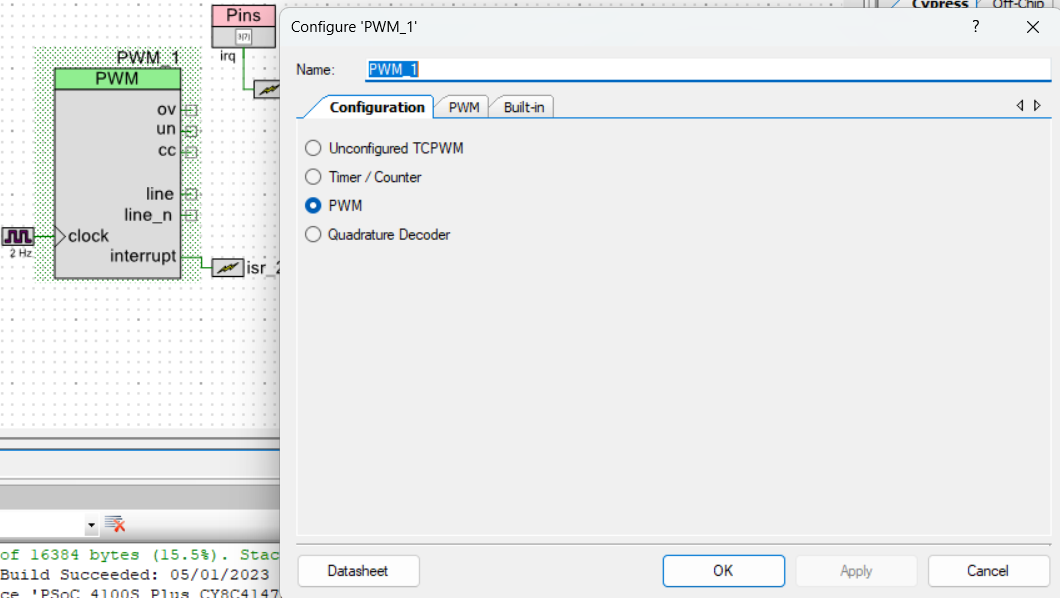 Pins
irq
PWM_1
PWM
ov
un
cc
line
line_n
clock
2 Hz
interrupt
isr_2
Cypress
Off-Chip
Configure 'PWM_1'
Name:
PWM_1
Configuration
PWM
Built-in
Unconfigured TCPWM
Timer / Counter
PWM
Quadrature Decoder
Datasheet
OK
Apply
Cancel
of 16384 bytes (15.5%). Stac
Build Succeeded: 05/01/2023
ce 'PSoC 4100S Plus CY8C4147